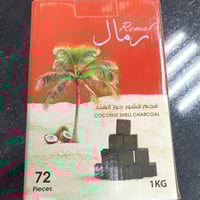 Remal
رمال
فحم قشور جوز الهند
COCONUT SHELL CHARCOAL
72
Pieces
1KG